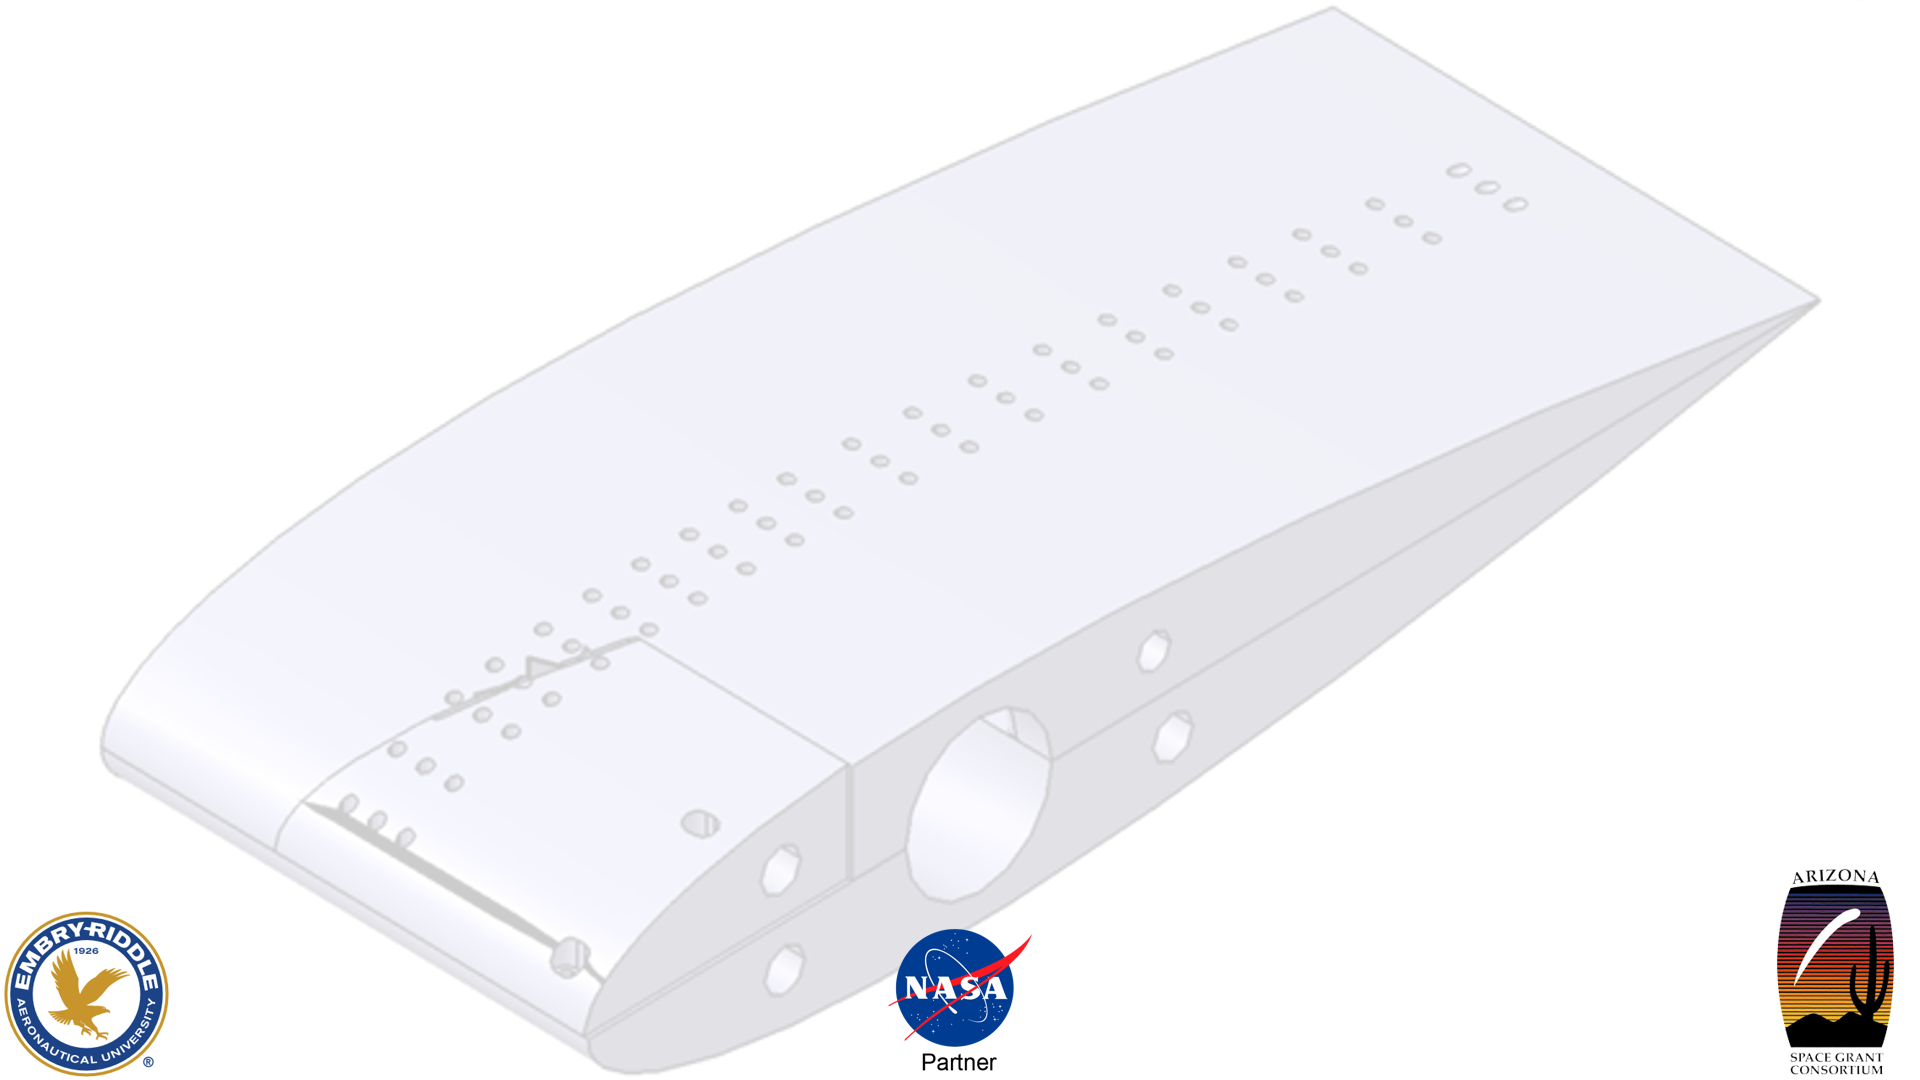 EMBRY-RIDDLE
1926
AERONAUTICAL UNIVERSITY
®
NASA
Partner
ARIZONA
SPACE GRANT
CONSORTIUM